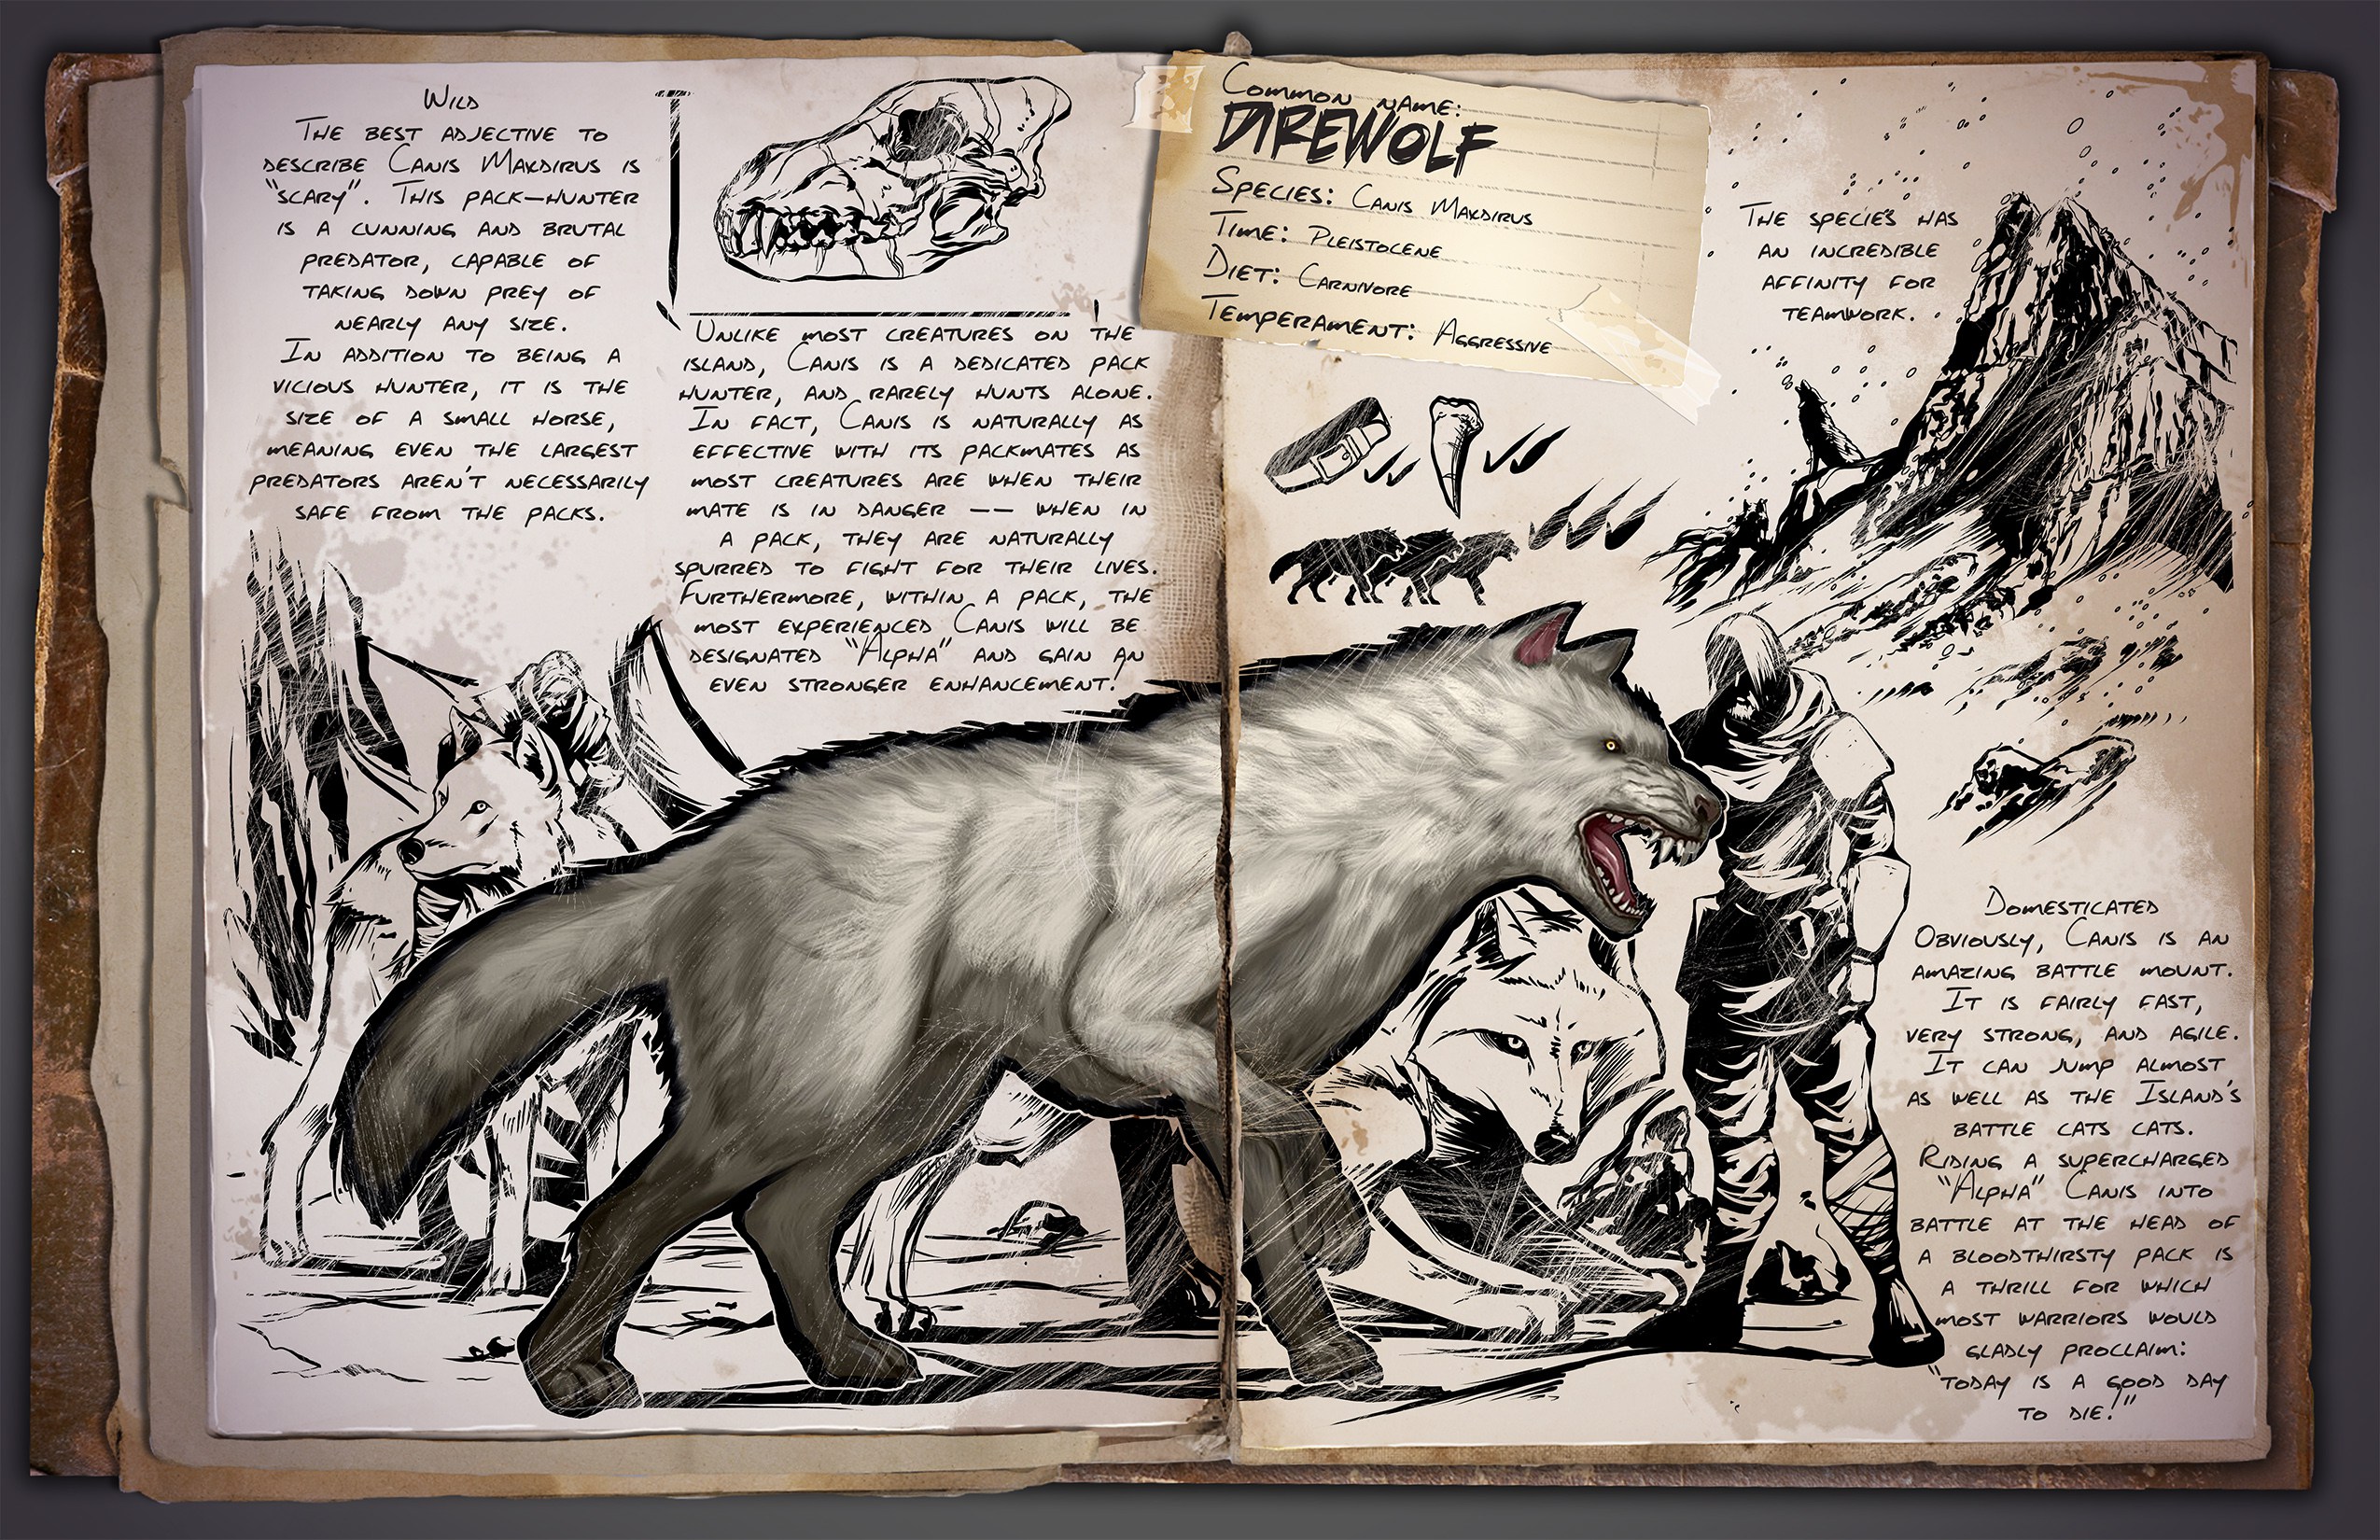 Wild
The best adjective to
describe Canis Maxdirus is
"scary". This pack-hunter
is a cunning and brutal
predator, capable of
taking down prey of
nearly any size.
In addition to being a
vicious hunter, it is the
size of a small horse,
meaning even the largest
predators aren't necessarily
safe from the packs.
Unlike most creatures on the
island, Canis is a dedicated pack
hunter, and rarely hunts alone.
In fact, Canis is naturally as
effective with its packmates as
most creatures are when their
mate is in danger -- when in
a pack, they are naturally
spurred to fight for their lives.
Furthermore, within a pack, the
most experienced Canis will be
designated "Alpha" and gain an
even stronger enhancement!
Common name:
DIREWOLF
Species: Canis Maxdirus
Time: Pleistocene
Diet: Carnivore
Temperament: Aggressive
The species has
an incredible
affinity for
teamwork.
Domesticated
Obviously, Canis is an
amazing battle mount.
It is fairly fast,
very strong, and agile.
It can jump almost
as well as the Island's
battle cats cats.
Riding a supercharged
"Alpha" Canis into
battle at the head of
a bloodthirsty pack is
a thrill for which
most warriors would
gladly proclaim:
"today is a good day
to die!"